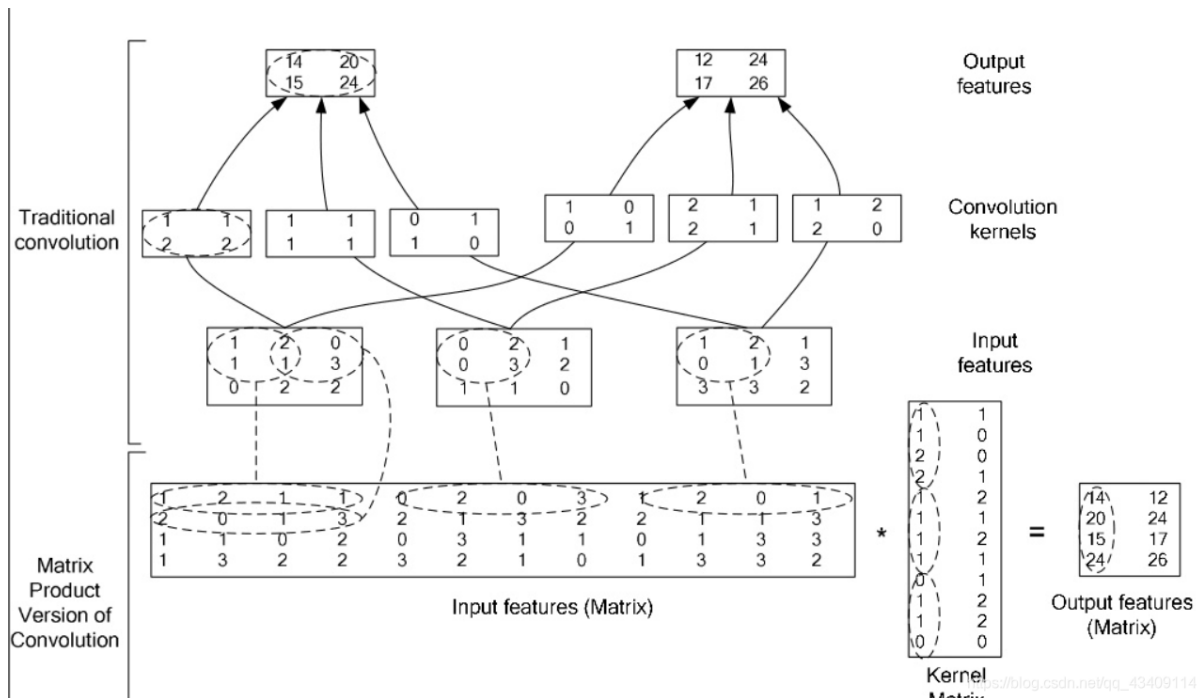 14 20
15 24
12 24
17 26
Output
features
Traditional
convolution
1 1
2 2
1 1
1 1
0 1
1 0
1 0
0 1
2 1
2 1
1 2
2 0
Convolution
kernels
1 2 0
1 1 3
0 2 2
0 2 1
0 3 2
1 1 0
1 2 1
0 1 3
3 3 2
Input
features
Matrix
Product
Version of
Convolution
1 2 1 1 0 2 0 3 1 2 0 1
2 0 1 3 2 1 3 2 2 1 1 3
1 1 0 2 0 3 1 1 0 1 3 3
1 3 2 2 3 2 1 0 1 3 3 2
Input features (Matrix)
*
1 1
1 0
2 0
2 1
1 2
1 1
1 2
1 1
0 1
1 2
1 2
0 0
Kernel
Matrix
=
14 12
20 24
15 17
24 26
Output features
(Matrix)
https://blog.csdn.net/qq_43409114